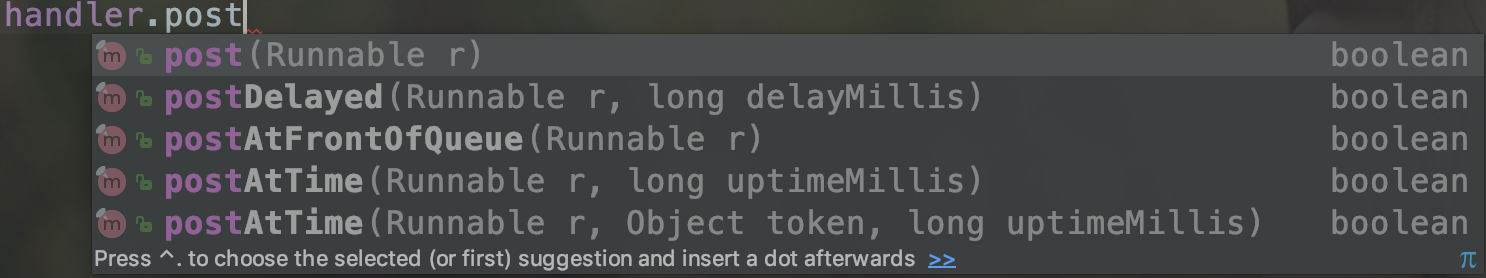 handler.post
m post(Runnable r) boolean
m postDelayed(Runnable r, long delayMillis) boolean
m postAtFrontOfQueue(Runnable r) boolean
m postAtTime(Runnable r, long uptimeMillis) boolean
m postAtTime(Runnable r, Object token, long uptimeMillis) boolean
Press ^. to choose the selected (or first) suggestion and insert a dot afterwards >> π